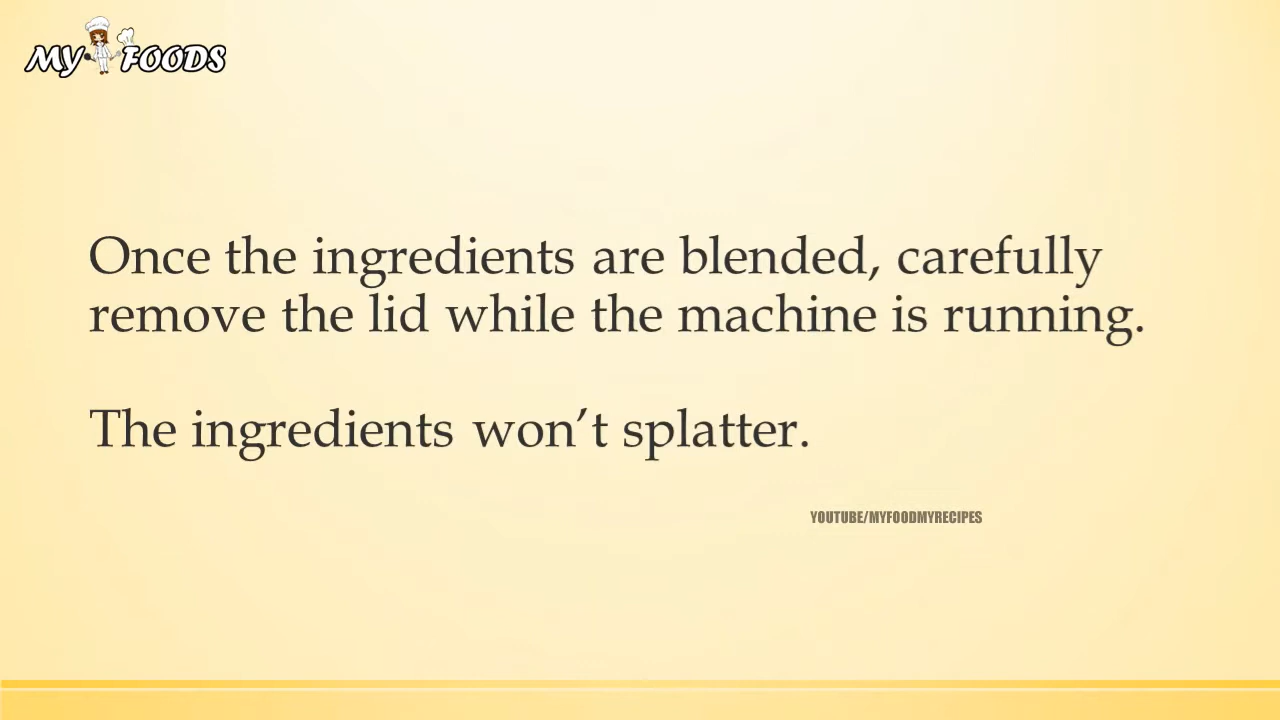 MY FOODS
Once the ingredients are blended, carefully
remove the lid while the machine is running.
The ingredients won’t splatter.
YOUTUBE/MYFOODMYRECIPES